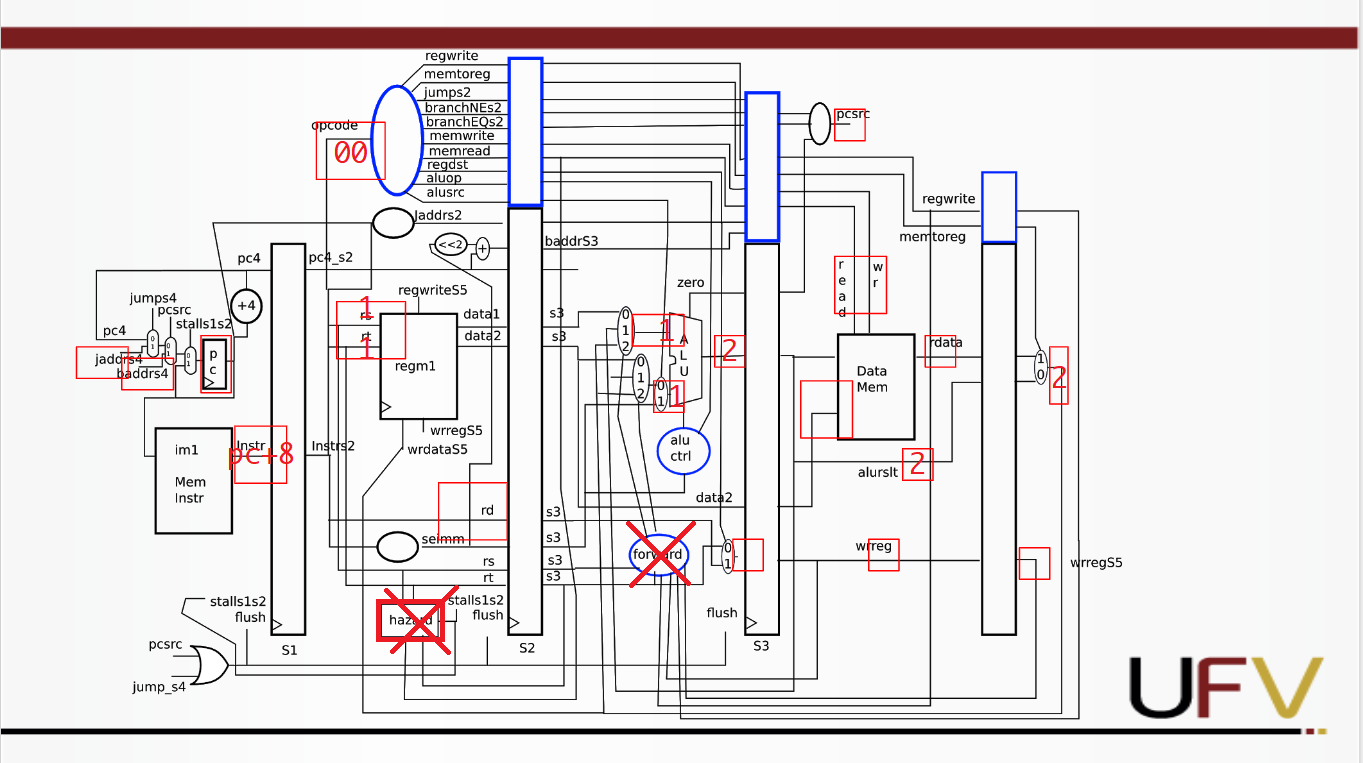 regwrite
memtoreg
jumps2
branchNEs2
branchEQs2
memwrite
memread
regdst
aluop
alusrc
opcode
00
pcsrc
regwrite
memtoreg
Jaddrs2
<<2
+
baddrS3
pc4
pc4_s2
+4
jumps4
pcsrc
stalls1s2
pc4
jaddrs4
baddrs4
0
1
0
1
0
1
p
c
regwriteS5
rs
1
rt
1
data1
data2
regm1
s3
s3
zero
0
1
2
0
1
2
0
1
1
1
A
L
U
2
r
e
a
d
w
r
rdata
Data
Mem
1
0
2
im1
Mem
Instr
Instr
pc+8
Instrs2
wrregS5
wrdataS5
alu
ctrl
alurslt
2
data2
rd
s3
seimm
s3
rs
s3
rt
s3
forward
0
1
wrreg
wrregS5
hazard
stalls1s2
flush
stalls1s2
flush
flush
pcsrc
jump_s4
S1
S2
S3
UFV